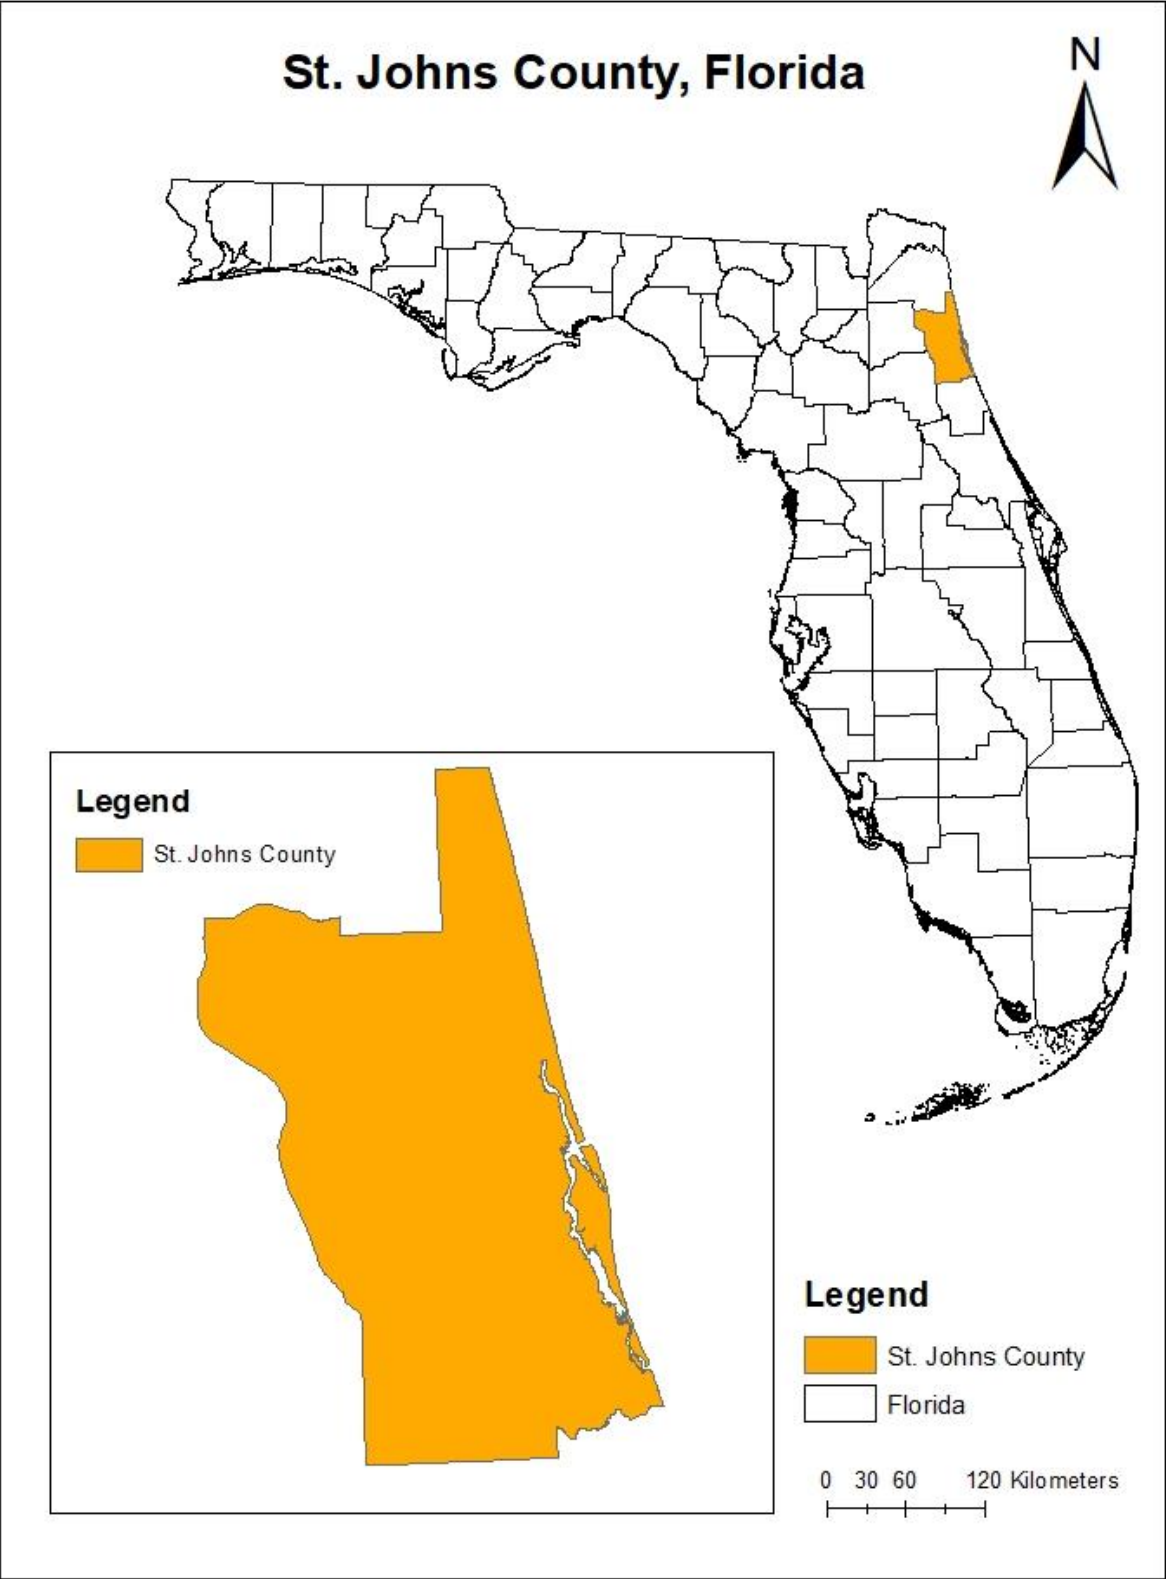 St. Johns County, Florida
N
Legend
St. Johns County
Legend
St. Johns County
Florida
0 30 60 120 Kilometers